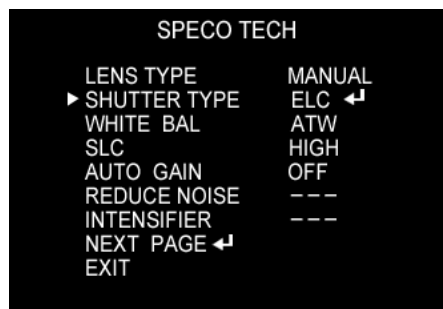 SPECO TECH
LENS TYPE MANUAL
▶ SHUTTER TYPE ELC ↵
WHITE BAL ATW
SLC HIGH
AUTO GAIN OFF
REDUCE NOISE – – –
INTENSIFIER – – –
NEXT PAGE ↵
EXIT